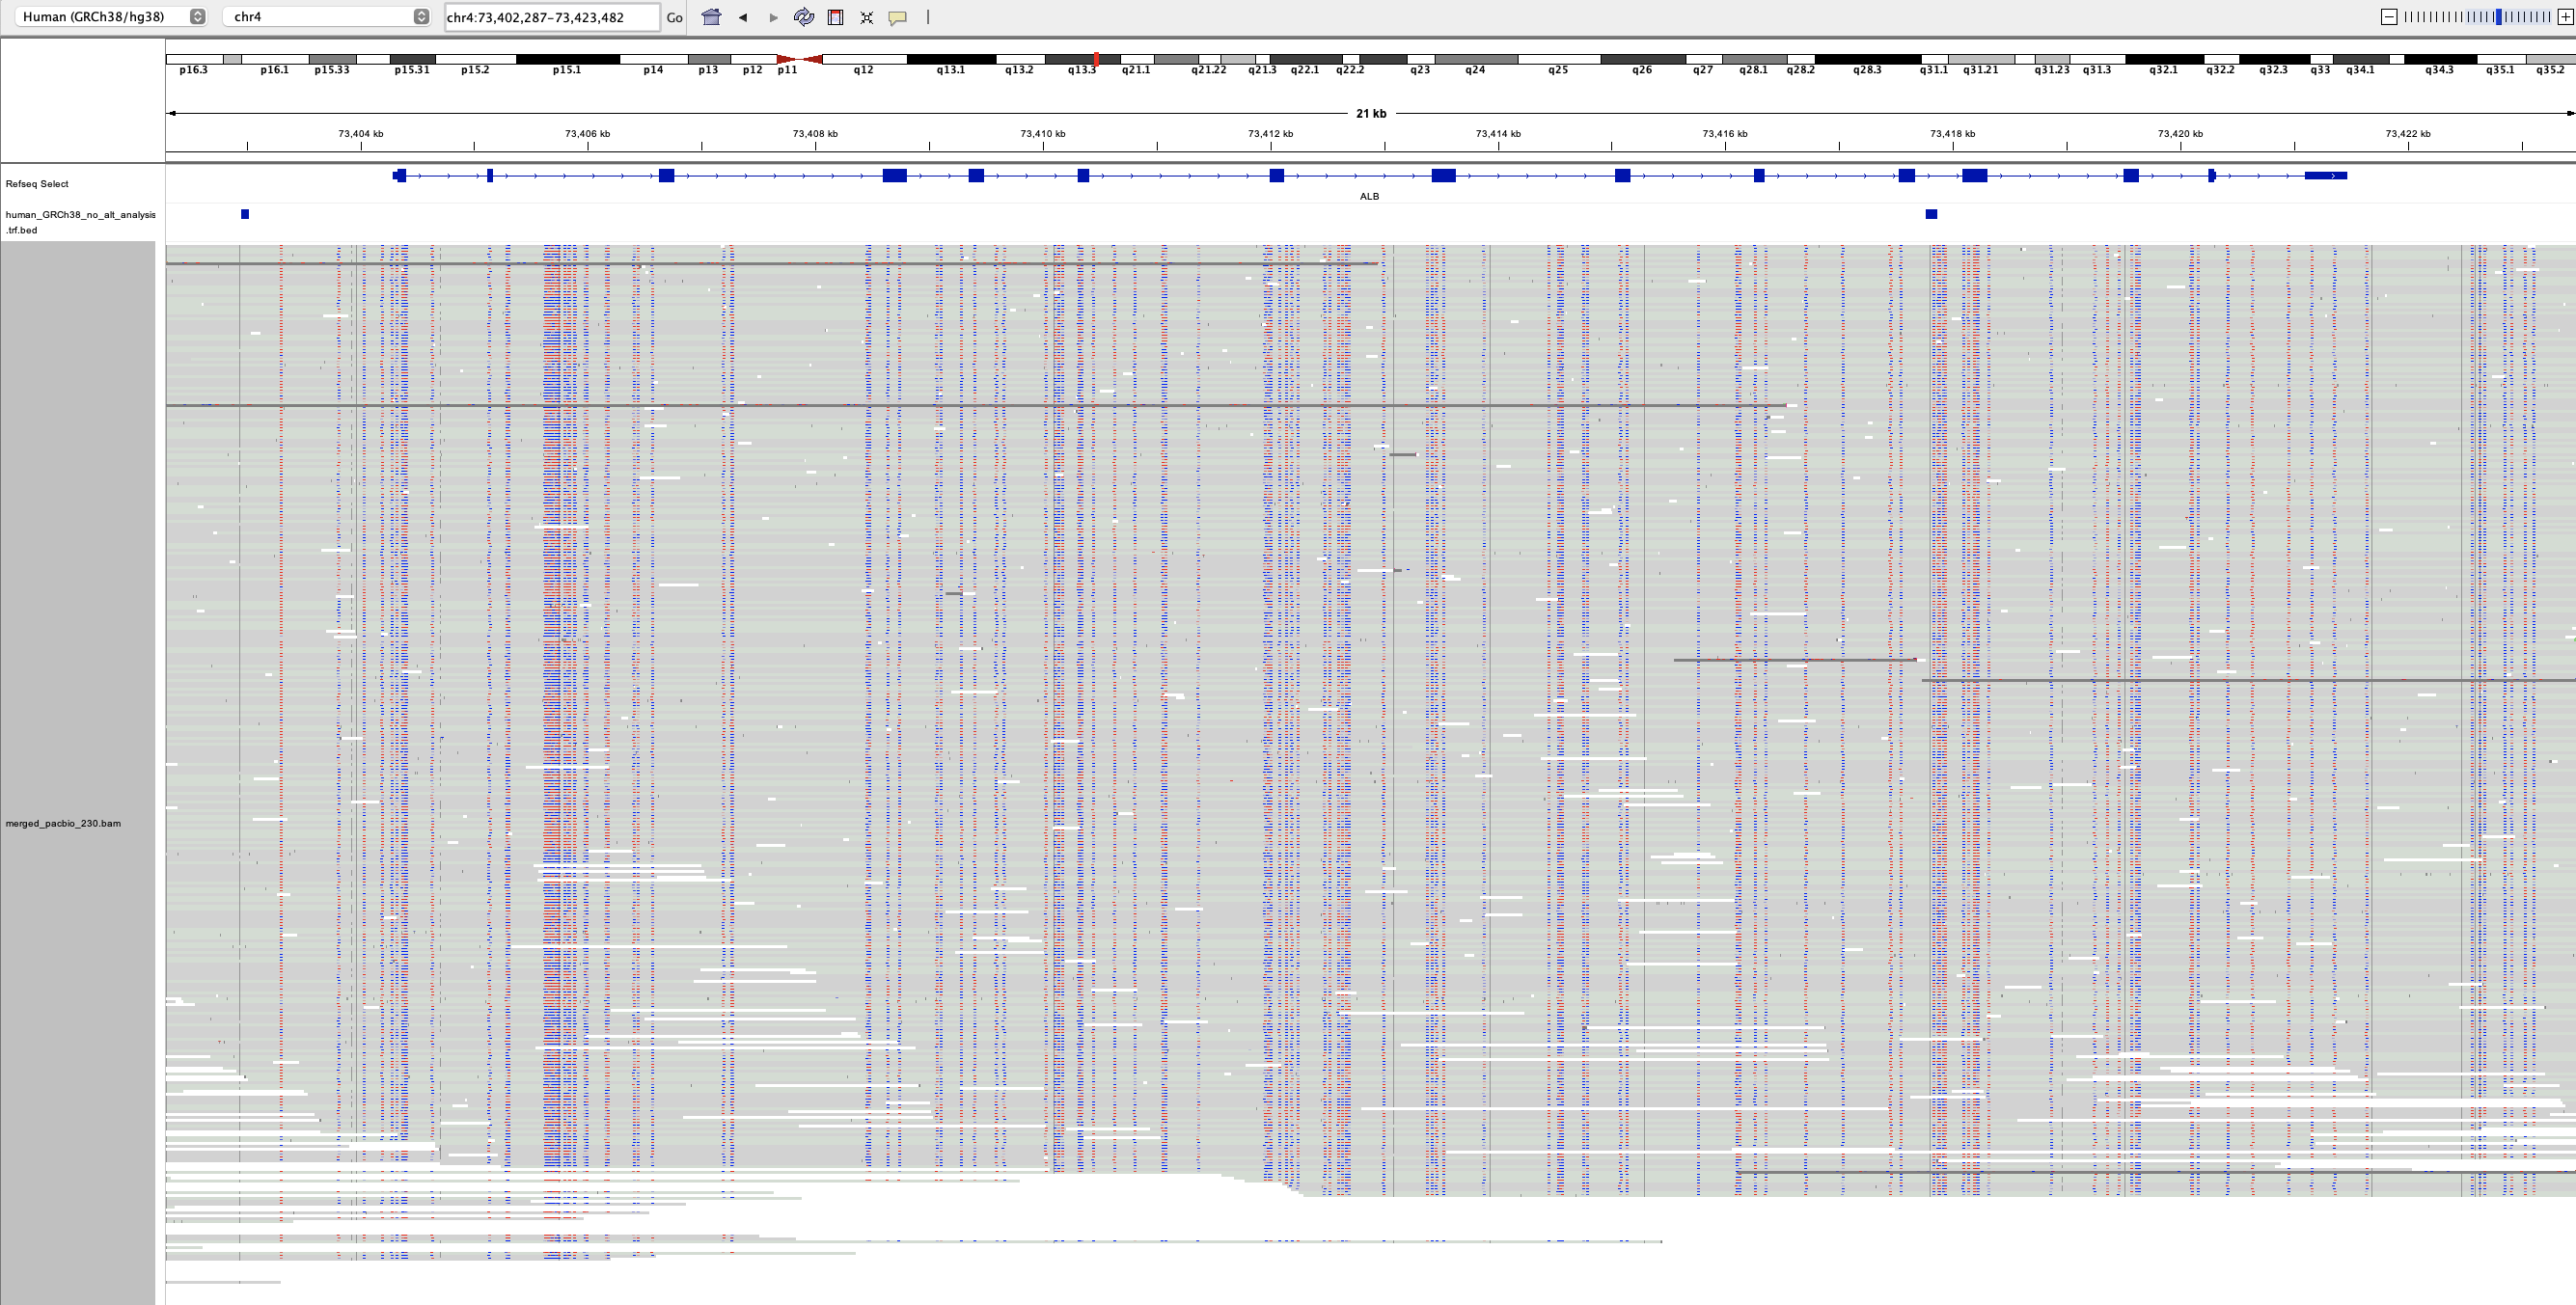 Human (GRCh38/hg38) chr4 chr4:73,402,287-73,423,482 Go
p16.3 p16.1 p15.33 p15.31 p15.2 p15.1 p14 p13 p12 p11 q12 q13.1 q13.2 q13.3 q21.1 q21.22 q21.3 q22.1 q22.2 q23 q24 q25 q26 q27 q28.1 q28.2 q28.3 q31.1 q31.21 q31.23 q31.3 q32.1 q32.2 q32.3 q33 q34.1 q34.3 q35.1 q35.2
21 kb
73,404 kb 73,406 kb 73,408 kb 73,410 kb 73,412 kb 73,414 kb 73,416 kb 73,418 kb 73,420 kb 73,422 kb
Refseq Select
ALB
human_GRCh38_no_alt_analysis
.trf.bed
merged_pacbio_230.bam